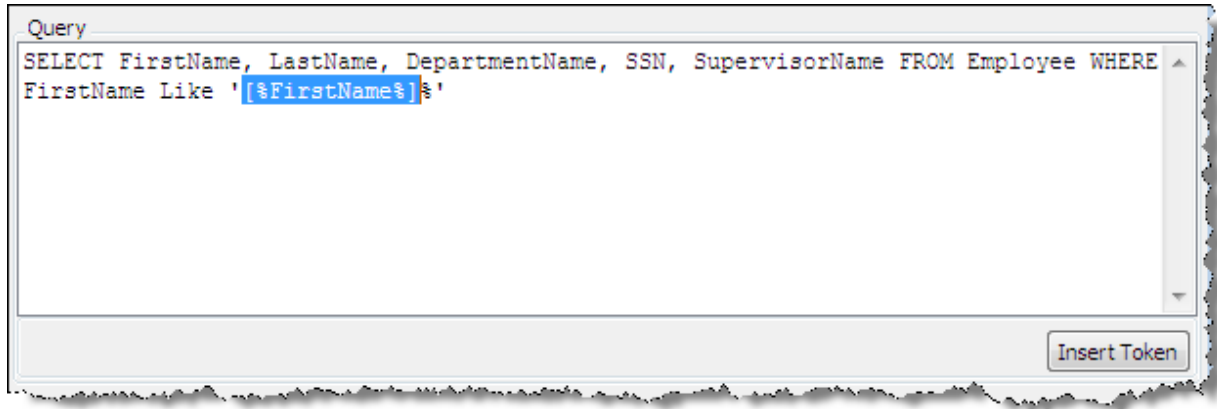 Query
SELECT FirstName, LastName, DepartmentName, SSN, SupervisorName FROM Employee WHERE
FirstName Like '[%FirstName%]%'
Insert Token